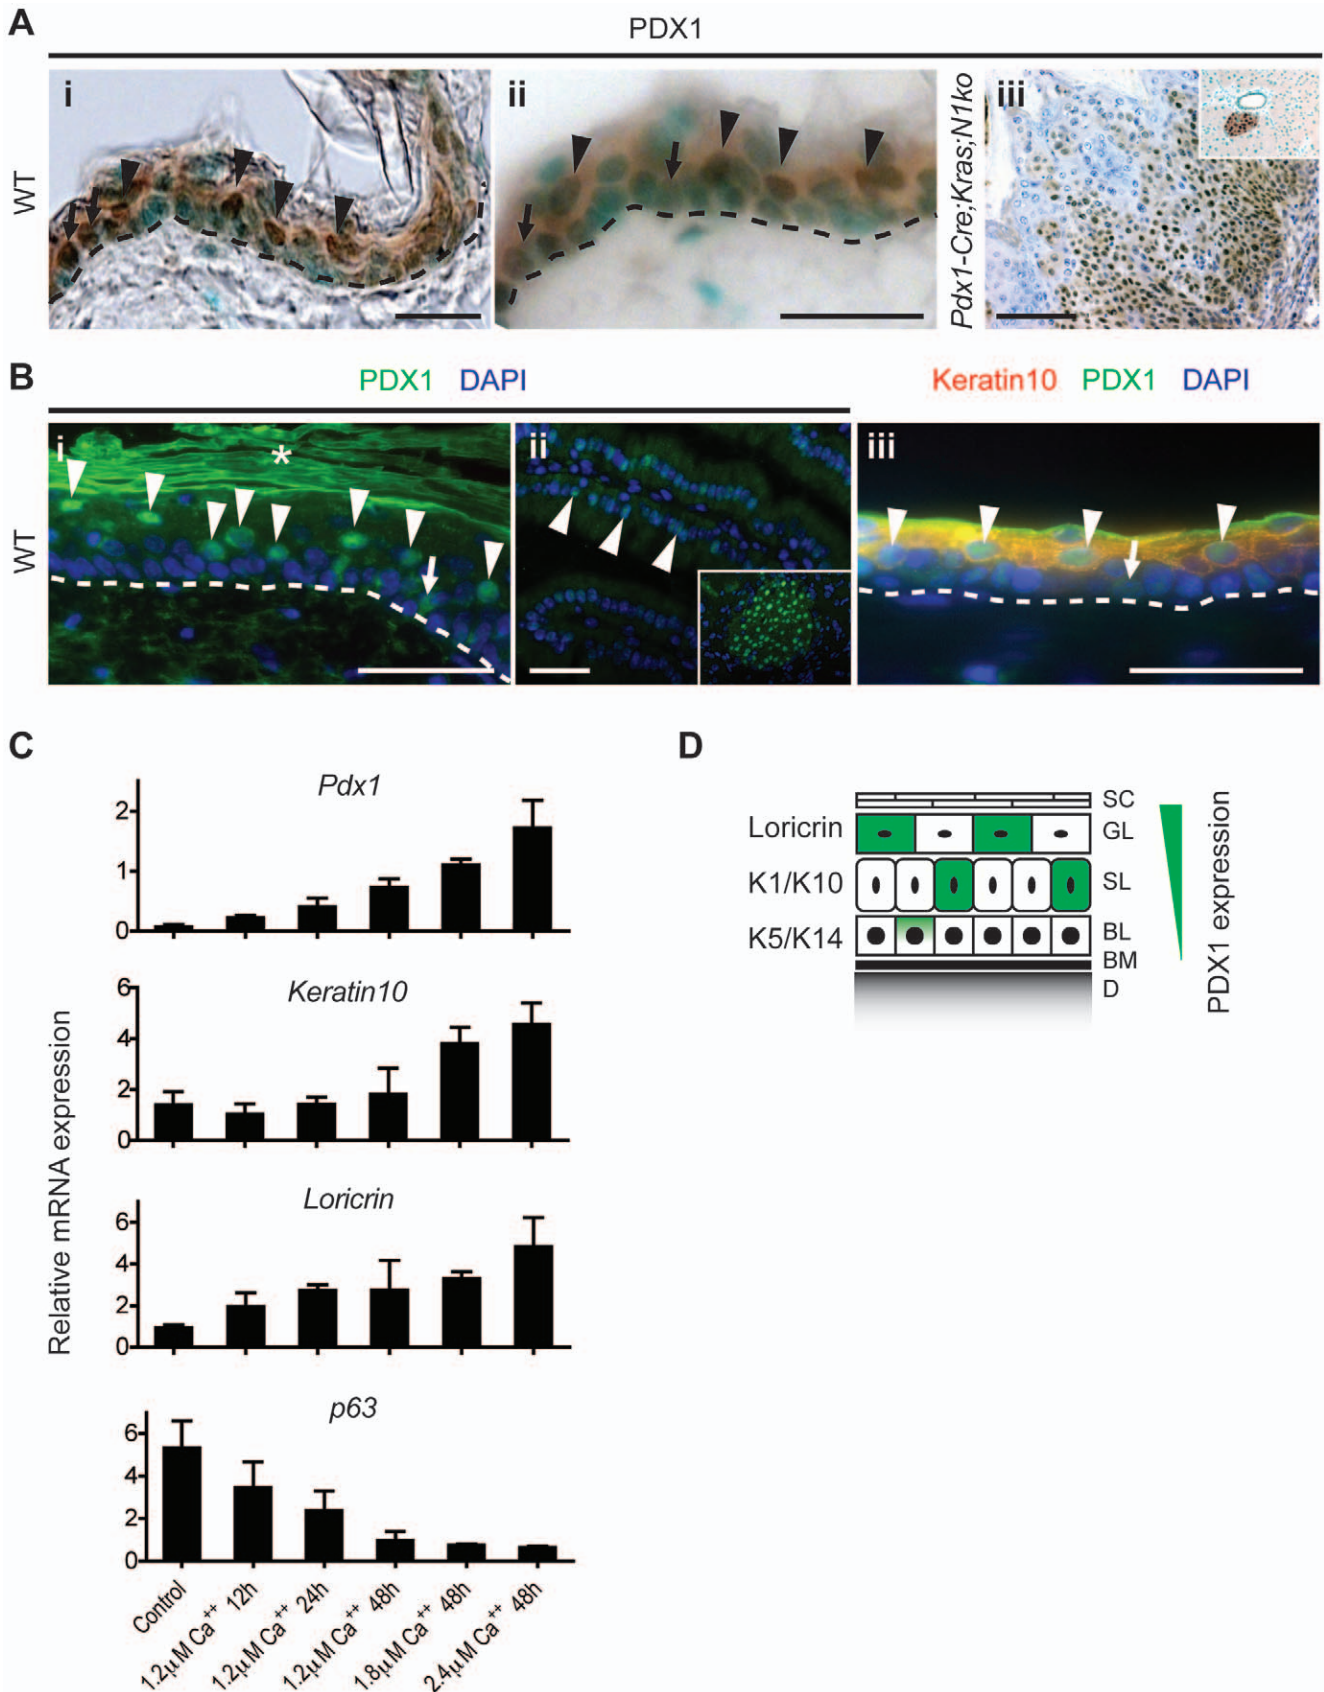 A
PDX1
WT
i
ii
Pdx1-Cre;Kras;N1ko
iii
B
PDX1 DAPI
Keratin10 PDX1 DAPI
WT
i
*
ii
iii
C
Relative mRNA expression
Pdx1
2
1
0
Keratin10
6
4
2
0
Loricrin
6
4
2
0
p63
6
4
2
0
Control
1.2μM Ca⁺⁺ 12h
1.2μM Ca⁺⁺ 24h
1.2μM Ca⁺⁺ 48h
1.8μM Ca⁺⁺ 48h
2.4μM Ca⁺⁺ 48h
D
SC
Loricrin GL
K1/K10 SL
K5/K14 BL
BM
D
PDX1 expression